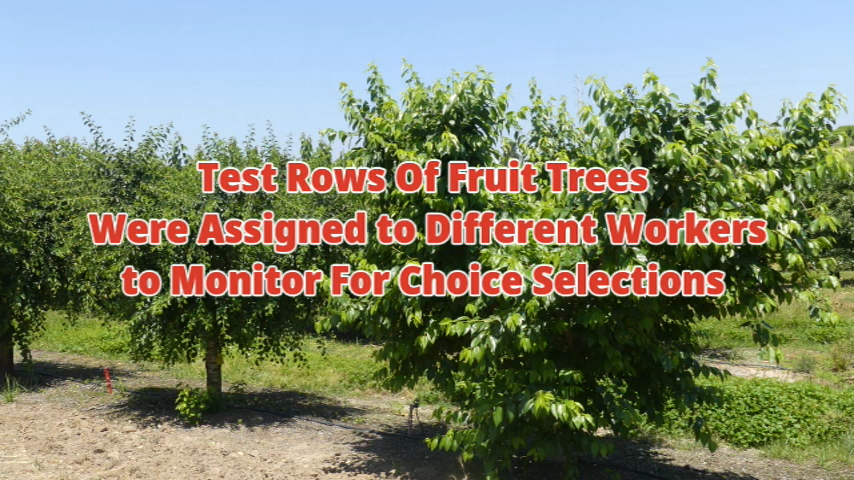 Test Rows Of Fruit Trees
Were Assigned to Different Workers
to Monitor For Choice Selections